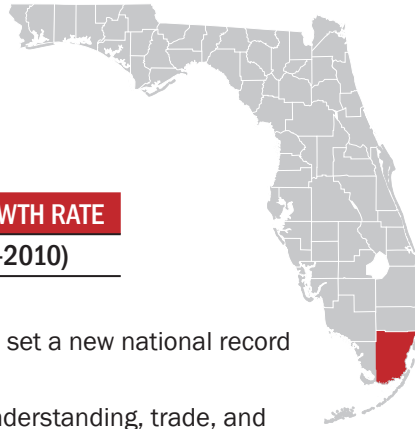 WTH RATE
-2010)
set a new national record
nderstanding, trade, and